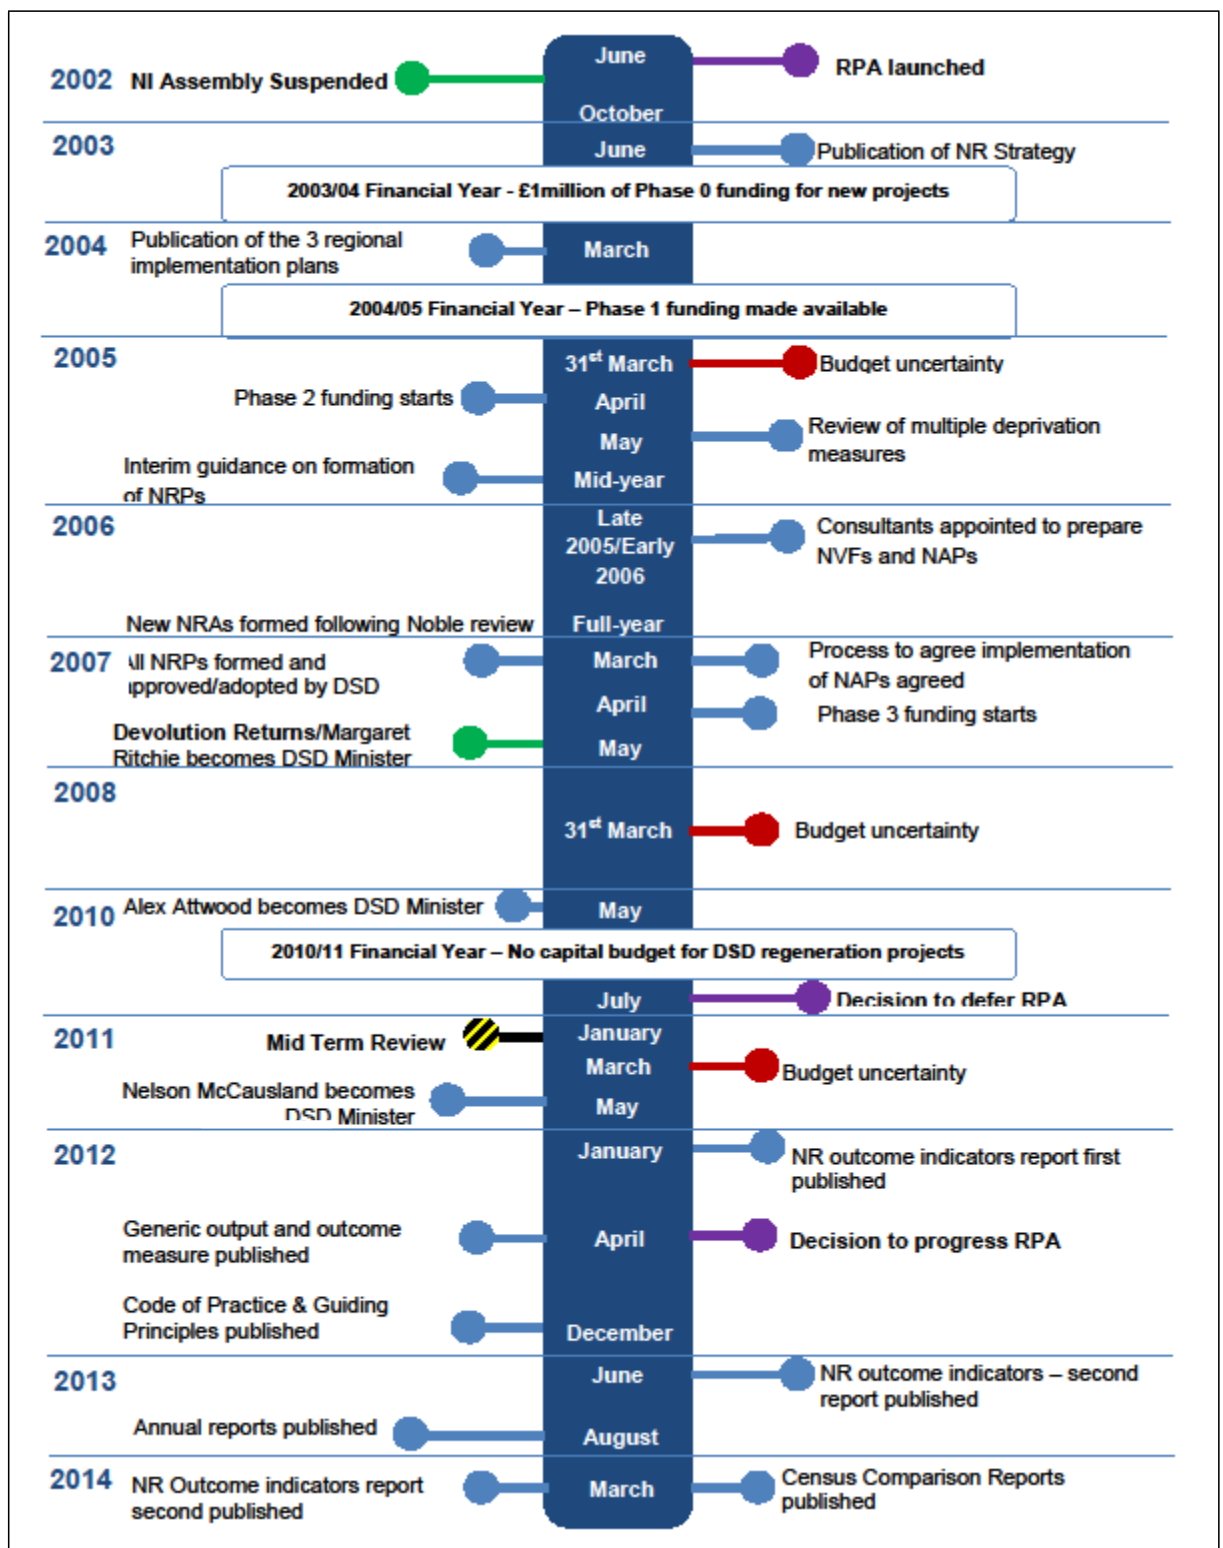 June
RPA launched
2002
NI Assembly Suspended
October
2003
June
Publication of NR Strategy
2003/04 Financial Year - £1million of Phase 0 funding for new projects
2004
Publication of the 3 regional
implementation plans
March
2004/05 Financial Year – Phase 1 funding made available
2005
31st March
Budget uncertainty
Phase 2 funding starts
April
May
Review of multiple deprivation
measures
Interim guidance on formation
of NRPs
Mid-year
2006
Late
2005/Early
2006
Consultants appointed to prepare
NVFs and NAPs
New NRAs formed following Noble review
Full-year
2007
All NRPs formed and
approved/adopted by DSD
March
Process to agree implementation
of NAPs agreed
April
Phase 3 funding starts
Devolution Returns/Margaret
Ritchie becomes DSD Minister
May
2008
31st March
Budget uncertainty
2010
Alex Attwood becomes DSD Minister
May
2010/11 Financial Year – No capital budget for DSD regeneration projects
July
Decision to defer RPA
2011
Mid Term Review
January
March
Budget uncertainty
Nelson McCausland becomes
DSD Minister
May
2012
January
NR outcome indicators report first
published
Generic output and outcome
measure published
April
Decision to progress RPA
Code of Practice & Guiding
Principles published
December
2013
June
NR outcome indicators – second
report published
Annual reports published
August
2014
NR Outcome indicators report
second published
March
Census Comparison Reports
published